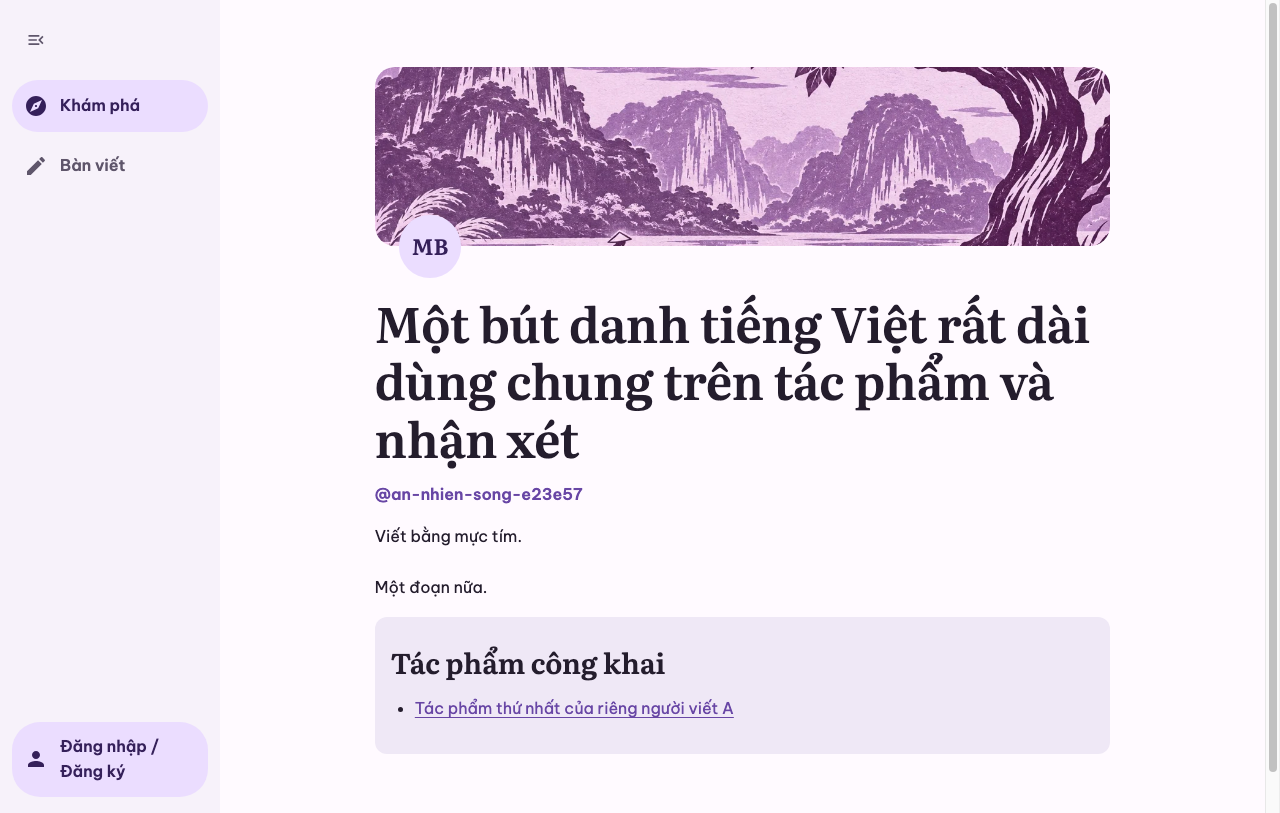 Khám phá
Bàn viết
MB
Một bút danh tiếng Việt rất dài
dùng chung trên tác phẩm và
nhận xét
@an-nhien-song-e23e57
Viết bằng mực tím.
Một đoạn nữa.
Tác phẩm công khai
Tác phẩm thứ nhất của riêng người viết A
Đăng nhập /
Đăng ký